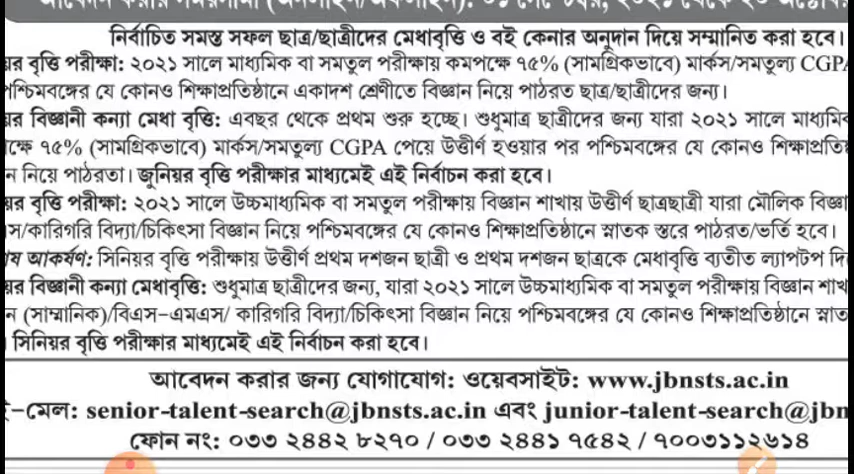 নির্বাচিত সমস্ত সফল ছাত্র/ছাত্রীদের মেধাবৃত্তি ও বই কেনার অনুদান দিয়ে সম্মানিত করা হবে।
য়র বৃত্তি পরীক্ষা: ২০২১ সালে মাধ্যমিক বা সমতুল পরীক্ষায় কমপক্ষে ৭৫% (সামগ্রিকভাবে) মার্কস/সমতুল্য CGPA
পশ্চিমবঙ্গের যে কোনও শিক্ষাপ্রতিষ্ঠানে একাদশ শ্রেণীতে বিজ্ঞান নিয়ে পাঠরত ছাত্র/ছাত্রীদের জন্য।
য়র বিজ্ঞানী কন্যা মেধা বৃত্তি: এবছর থেকে প্রথম শুরু হচ্ছে। শুধুমাত্র ছাত্রীদের জন্য যারা ২০২১ সালে মাধ্যমিক
ক্ষে ৭৫% (সামগ্রিকভাবে) মার্কস/সমতুল্য CGPA পেয়ে উত্তীর্ণ হওয়ার পর পশ্চিমবঙ্গের যে কোনও শিক্ষাপ্রতিষ্ঠ
ন নিয়ে পাঠরতা। জুনিয়র বৃত্তি পরীক্ষার মাধ্যমেই এই নির্বাচন করা হবে।
য়র বৃত্তি পরীক্ষা: ২০২১ সালে উচ্চমাধ্যমিক বা সমতুল পরীক্ষায় বিজ্ঞান শাখায় উত্তীর্ণ ছাত্রছাত্রী যারা মৌলিক বিজ্ঞা
স/কারিগরি বিদ্যা/চিকিৎসা বিজ্ঞান নিয়ে পশ্চিমবঙ্গের যে কোনও শিক্ষাপ্রতিষ্ঠানে স্নাতক স্তরে পাঠরত/ভর্তি হবে।
ষ আকর্ষণ: সিনিয়র বৃত্তি পরীক্ষায় উত্তীর্ণ প্রথম দশজন ছাত্রী ও প্রথম দশজন ছাত্রকে মেধাবৃত্তি ব্যতীত ল্যাপটপ দি
য়র বিজ্ঞানী কন্যা মেধাবৃত্তি: শুধুমাত্র ছাত্রীদের জন্য, যারা ২০২১ সালে উচ্চমাধ্যমিক বা সমতুল পরীক্ষায় বিজ্ঞান শাখ
ন (সাম্মানিক)/বিএস-এমএস/ কারিগরি বিদ্যা/চিকিৎসা বিজ্ঞান নিয়ে পশ্চিমবঙ্গের যে কোনও শিক্ষাপ্রতিষ্ঠানে স্নাত
সিনিয়র বৃত্তি পরীক্ষার মাধ্যমেই এই নির্বাচন করা হবে।
আবেদন করার জন্য যোগাযোগ: ওয়েবসাইট: www.jbnsts.ac.in
ই-মেল: senior-talent-search@jbnsts.ac.in এবং junior-talent-search@jbn
ফোন নং: ০৩৩ ২৪৪২ ৮২৭০ / ০৩৩ ২৪৪১ ৭৫৪২ / ৭০০৩১১২৬১৪